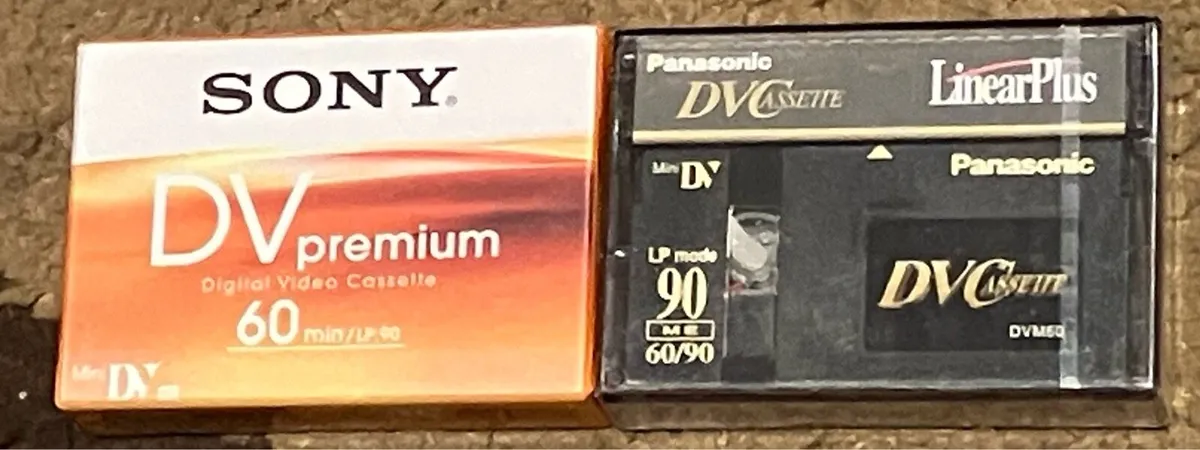 SONY
DV premium
Digital Video Cassette
60 min/LP:90
Mini DV
Panasonic
DVCASSETTE
LinearPlus
Mini DV
Panasonic
LP mode
90
ME
60/90
DVCASSETTE
DVM60